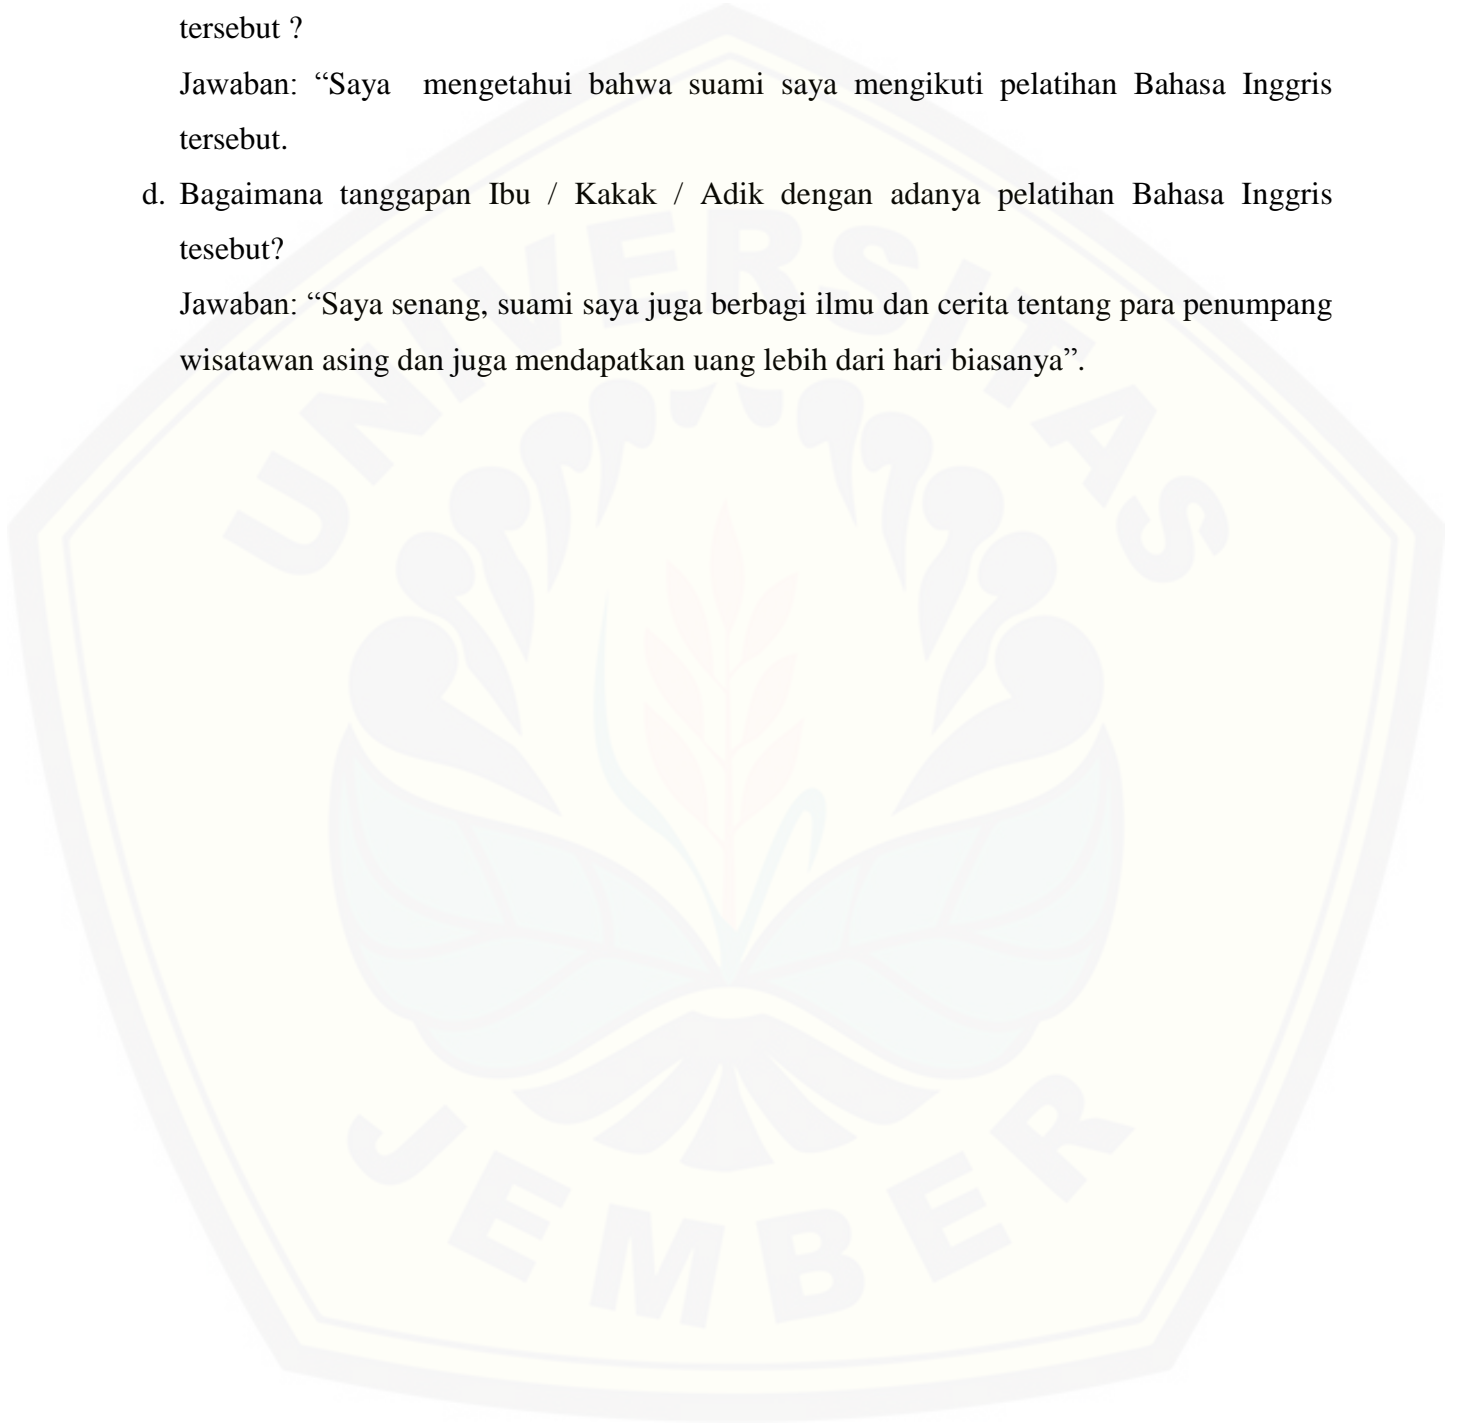 tersebut ?
Jawaban: “Saya  mengetahui bahwa suami saya mengikuti pelatihan Bahasa Inggris
tersebut.
d. Bagaimana tanggapan Ibu / Kakak / Adik dengan adanya pelatihan Bahasa Inggris
tesebut?
Jawaban: “Saya senang, suami saya juga berbagi ilmu dan cerita tentang para penumpang
wisatawan asing dan juga mendapatkan uang lebih dari hari biasanya”.
UNIVERSITAS
JEMBER